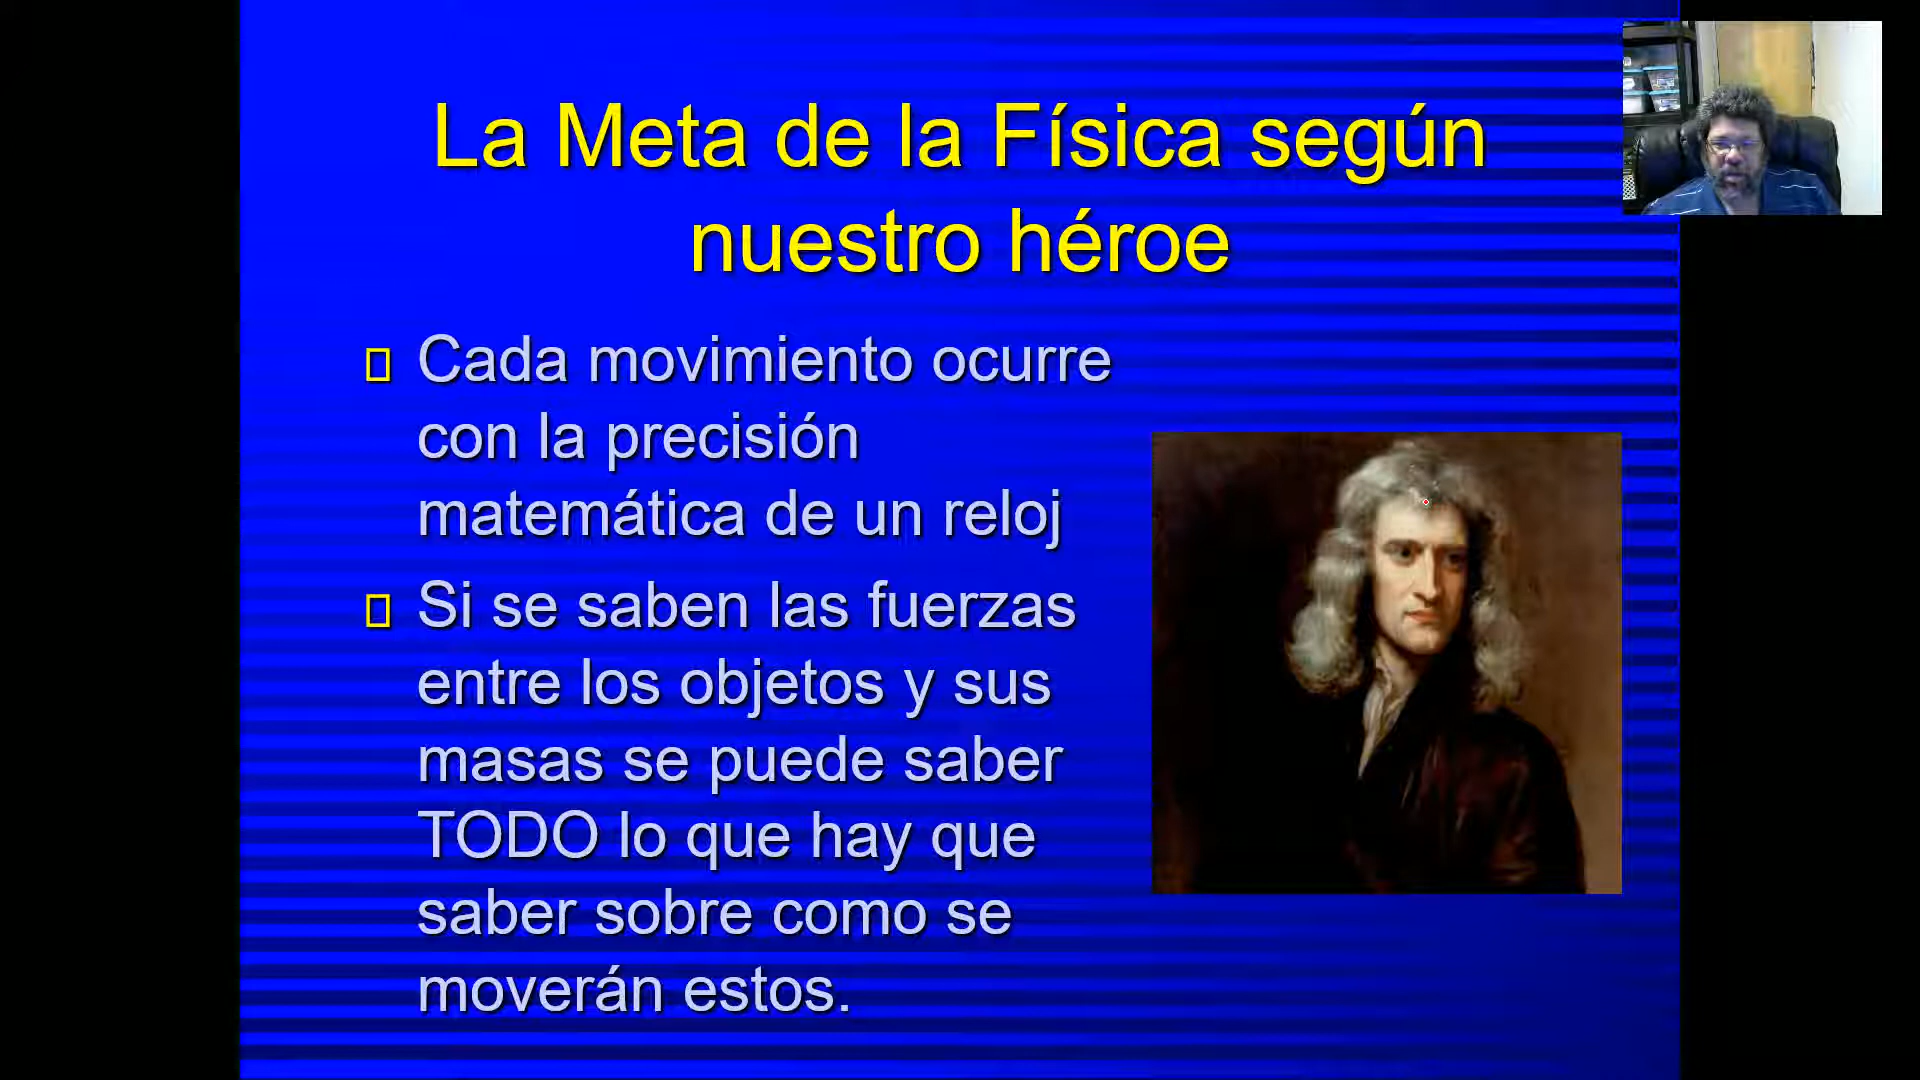 La Meta de la Física según
nuestro héroe
Cada movimiento ocurre
con la precisión
matemática de un reloj
Si se saben las fuerzas
entre los objetos y sus
masas se puede saber
TODO lo que hay que
saber sobre como se
moverán estos.